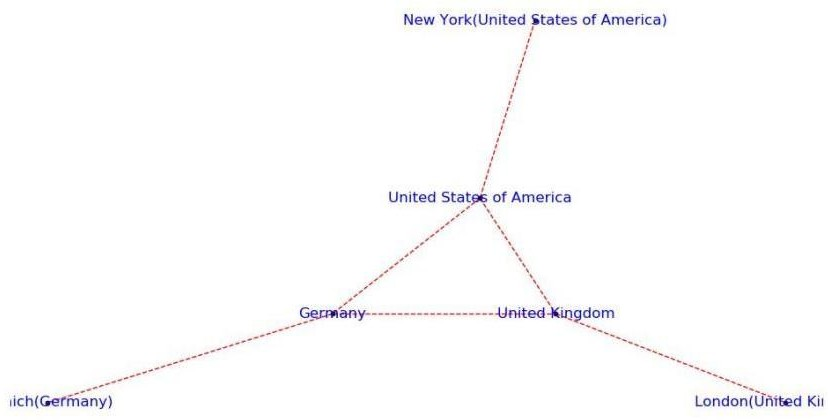 New York(United States of America)
United States of America
Germany
United Kingdom
ich(Germany)
London(United Ki